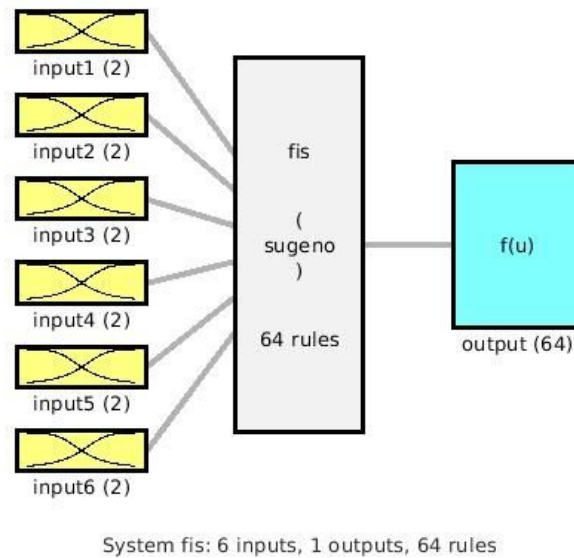 input1 (2)
input2 (2)
input3 (2)
input4 (2)
input5 (2)
input6 (2)
fis
(
sugeno
)
64 rules
f(u)
output (64)
System fis: 6 inputs, 1 outputs, 64 rules